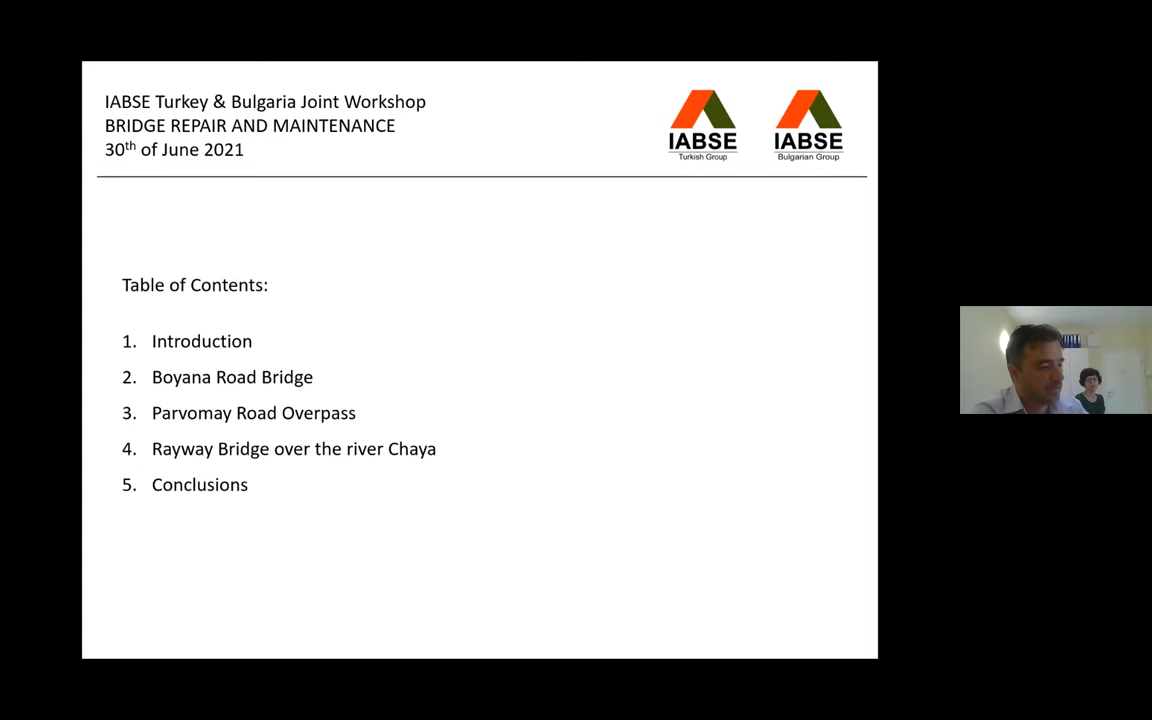 IABSE Turkey & Bulgaria Joint Workshop
BRIDGE REPAIR AND MAINTENANCE
30th of June 2021
IABSE
Turkish Group
IABSE
Bulgarian Group
Table of Contents:
1. Introduction
2. Boyana Road Bridge
3. Parvomay Road Overpass
4. Rayway Bridge over the river Chaya
5. Conclusions